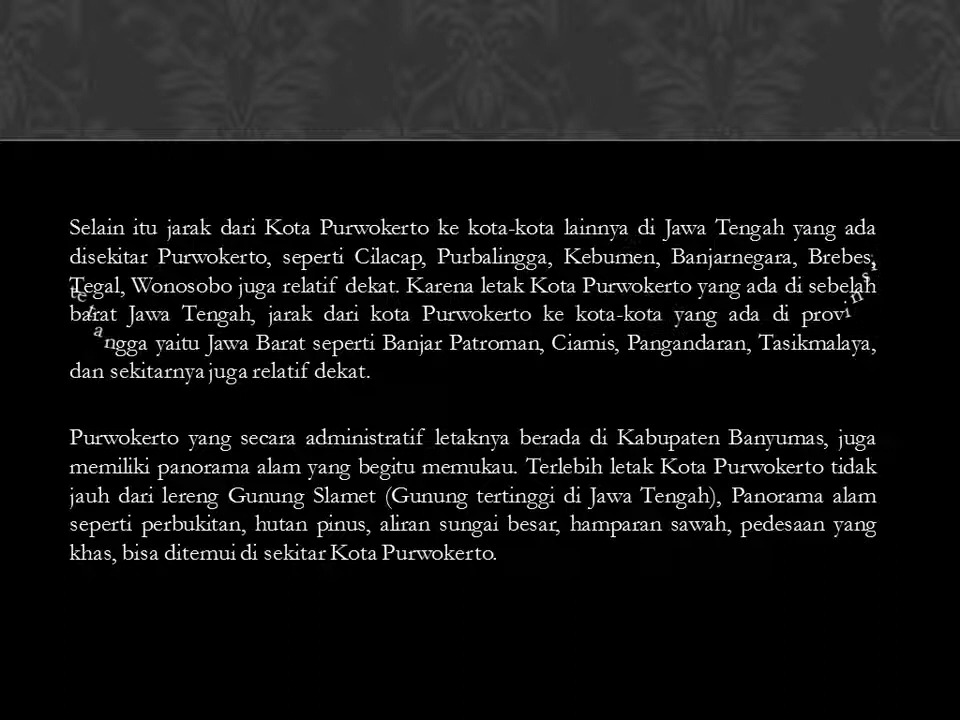 Selain itu jarak dari Kota Purwokerto ke kota-kota lainnya di Jawa Tengah yang ada
disekitar Purwokerto, seperti Cilacap, Purbalingga, Kebumen, Banjarnegara, Brebes,
Tegal, Wonosobo juga relatif dekat. Karena letak Kota Purwokerto yang ada di sebelah
barat Jawa Tengah, jarak dari kota Purwokerto ke kota-kota yang ada di provinsi
tetangga yaitu Jawa Barat seperti Banjar Patroman, Ciamis, Pangandaran, Tasikmalaya,
dan sekitarnya juga relatif dekat.
Purwokerto yang secara administratif letaknya berada di Kabupaten Banyumas, juga
memiliki panorama alam yang begitu memukau. Terlebih letak Kota Purwokerto tidak
jauh dari lereng Gunung Slamet (Gunung tertinggi di Jawa Tengah), Panorama alam
seperti perbukitan, hutan pinus, aliran sungai besar, hamparan sawah, pedesaan yang
khas, bisa ditemui di sekitar Kota Purwokerto.